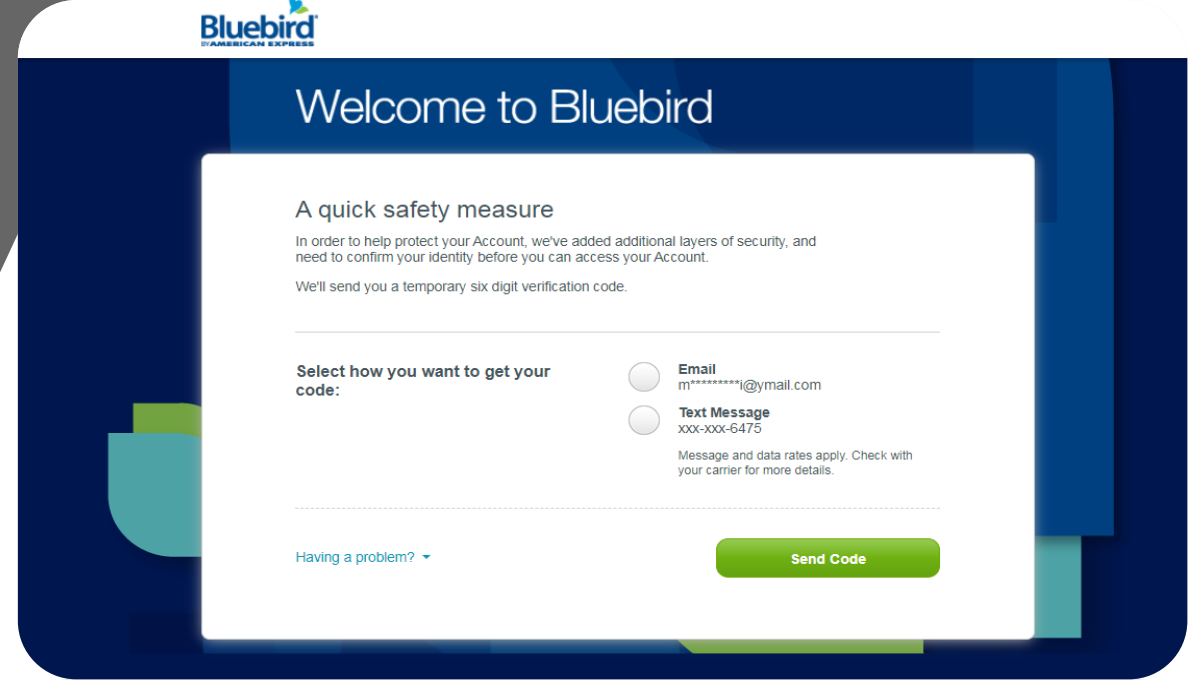 Bluebird
BY AMERICAN EXPRESS
Welcome to Bluebird
A quick safety measure
In order to help protect your Account, we've added additional layers of security, and
need to confirm your identity before you can access your Account.
We'll send you a temporary six digit verification code.
Select how you want to get your
code:
Email
m*********i@ymail.com
Text Message
xxx-xxx-6475
Message and data rates apply. Check with
your carrier for more details.
Having a problem?
Send Code